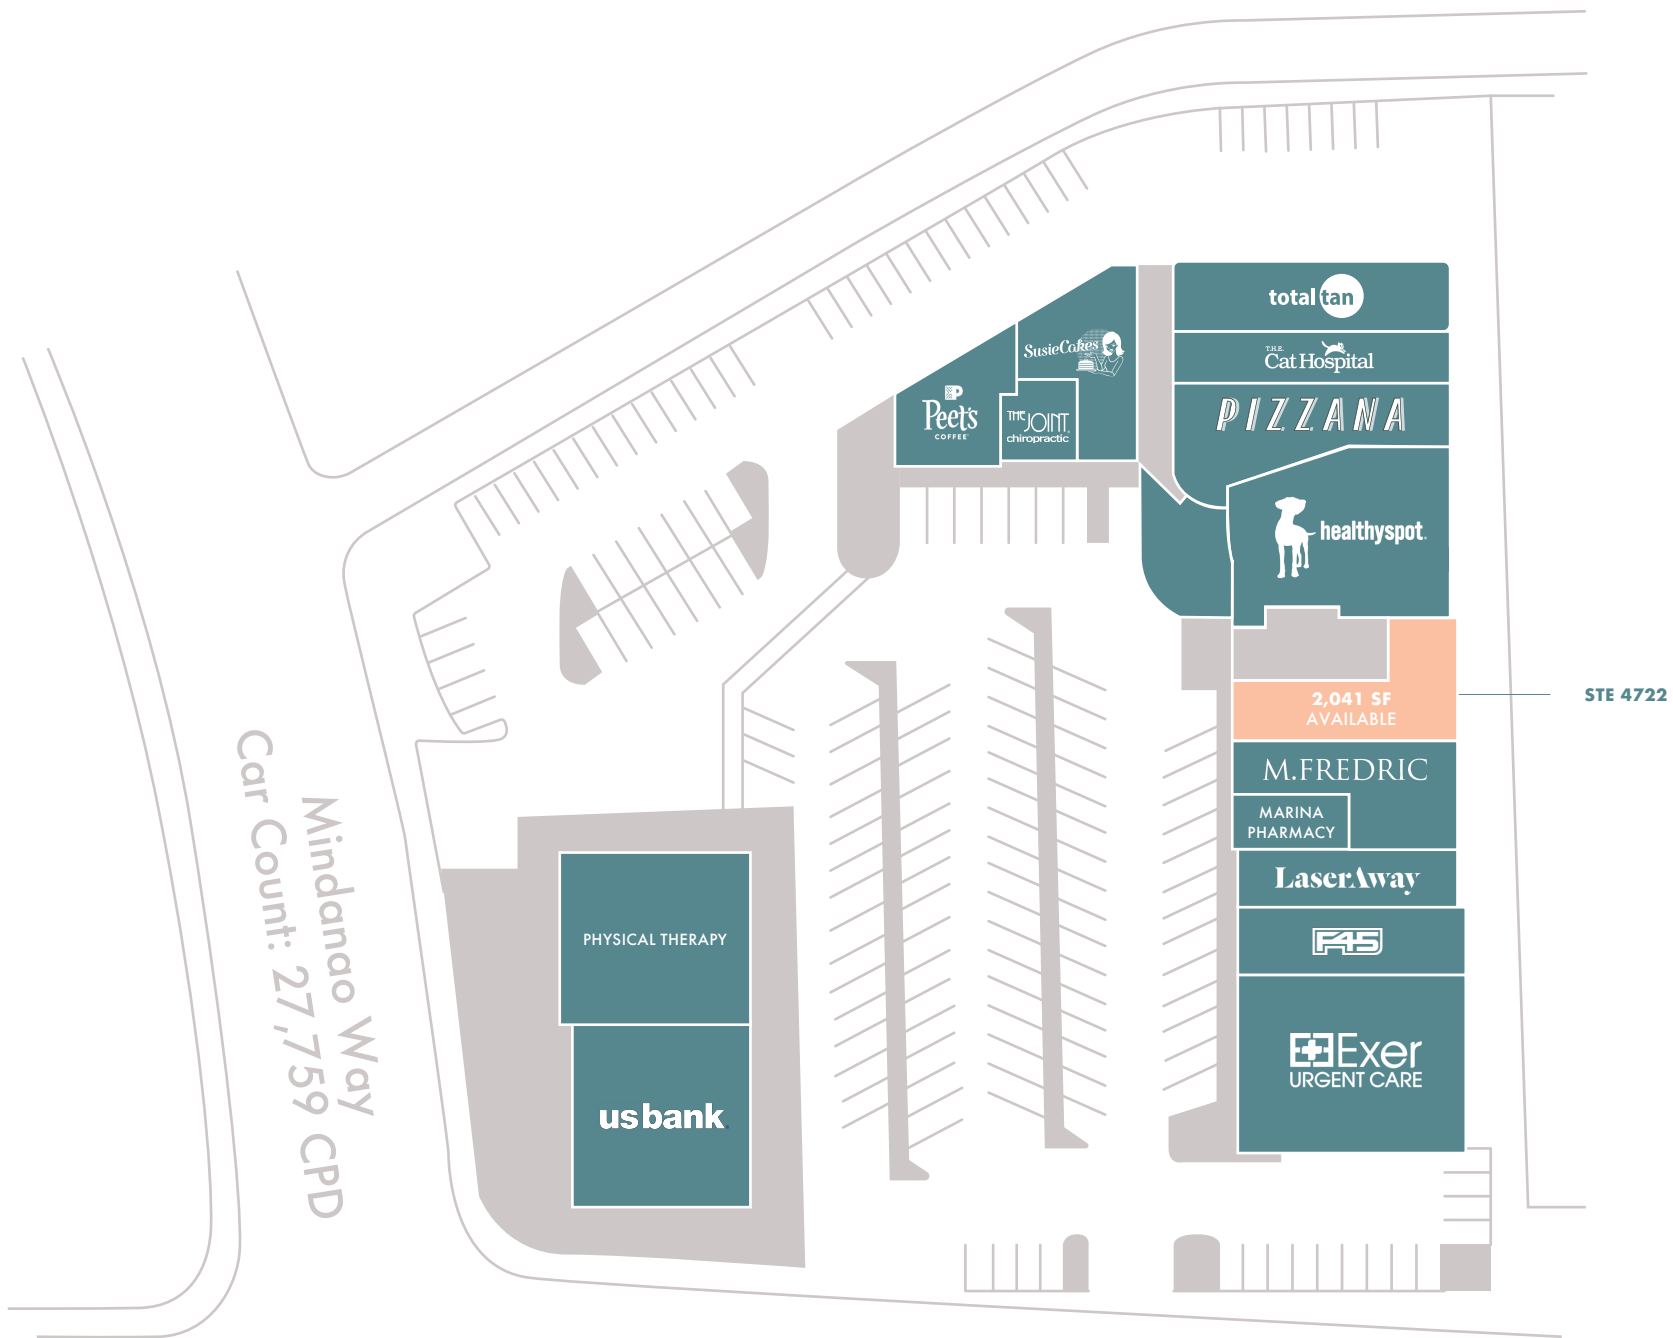 total tan
T.H.E.
Cat Hospital
PIZZANA
SusieCakes
Peet's
COFFEE
THE JOINT
chiropractic
healthyspot
2,041 SF
AVAILABLE
STE 4722
M.FREDRIC
MARINA
PHARMACY
LaserAway
F45
Exer
URGENT CARE
PHYSICAL THERAPY
usbank
Mindanao Way
Car Count: 27,759 CPD